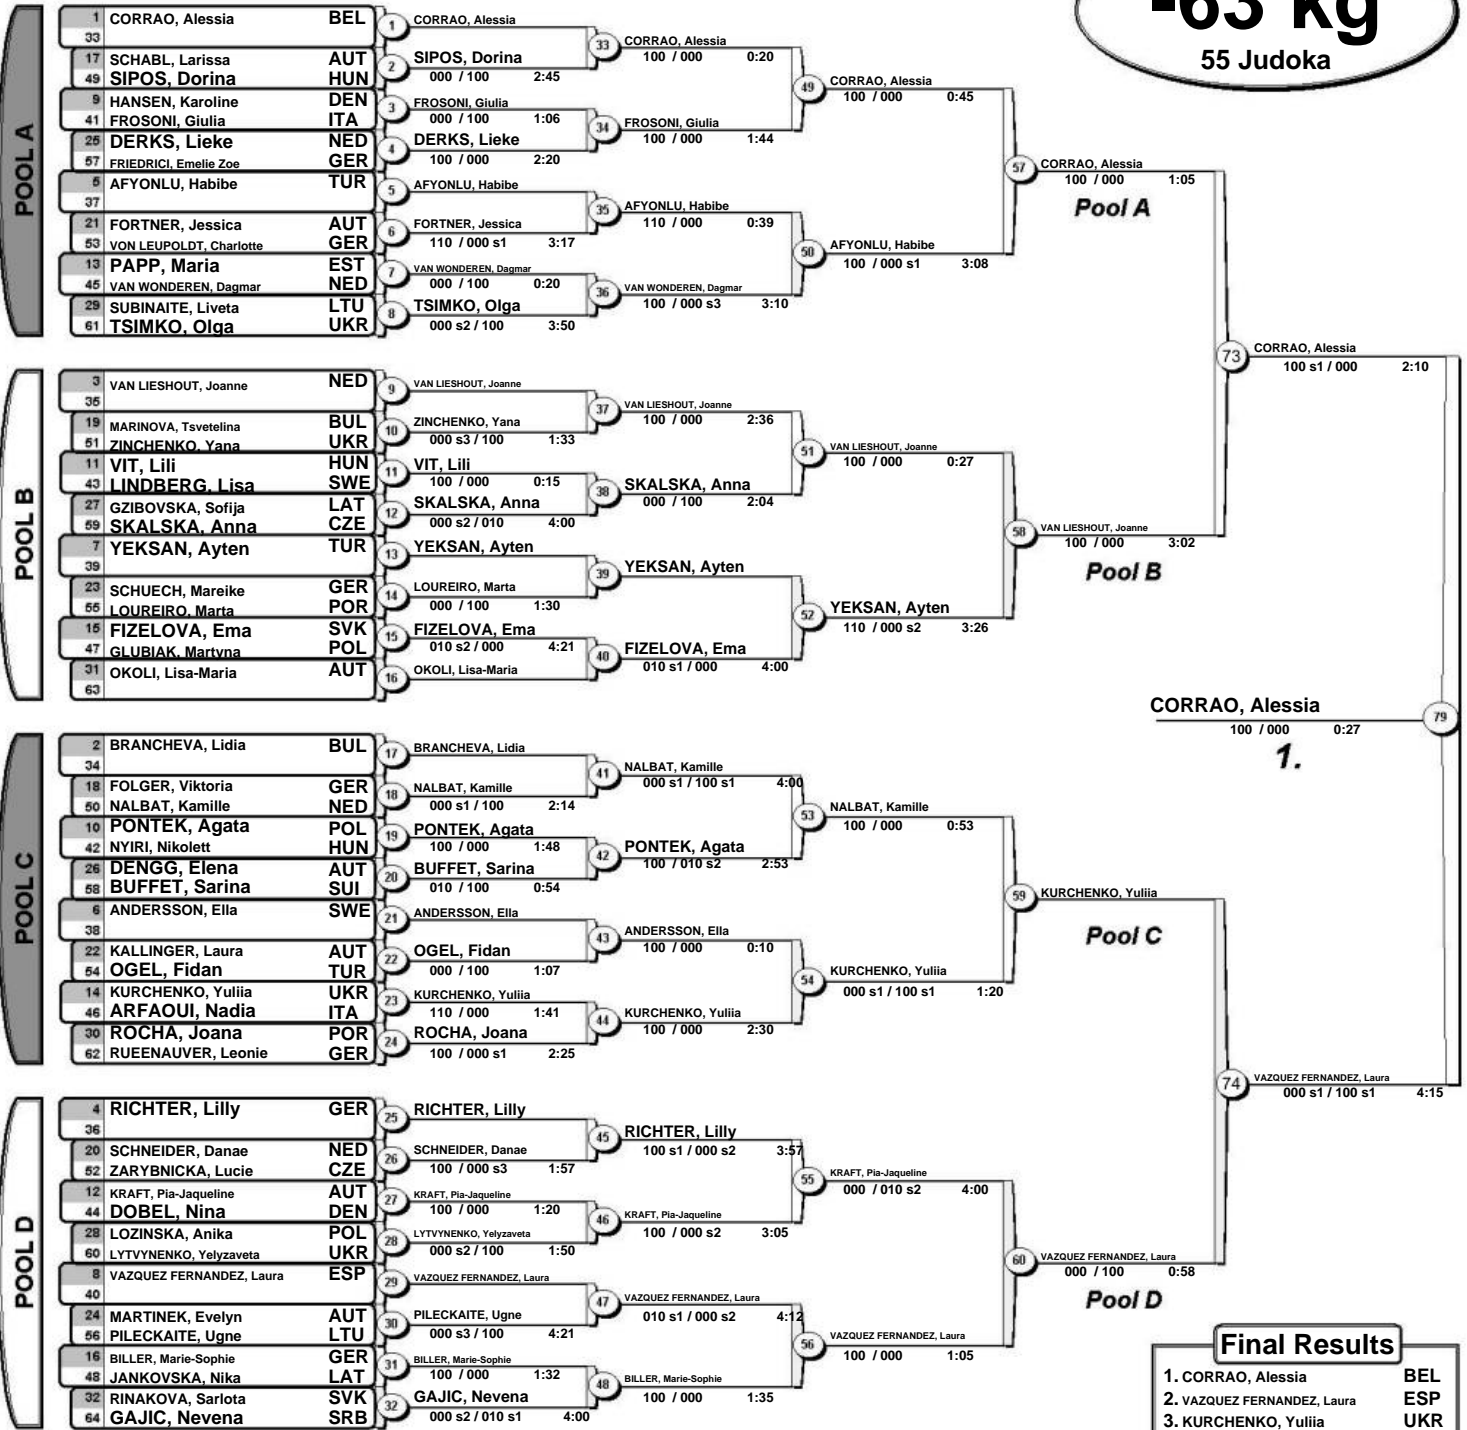 -63 kg
55 Judoka
POOL A
1 CORRAO, Alessia BEL
33
17 SCHABL, Larissa AUT
49 SIPOS, Dorina HUN
9 HANSEN, Karoline DEN
41 FROSONI, Giulia ITA
25 DERKS, Lieke NED
57 FRIEDRICI, Emelie Zoe GER
5 AFYONLU, Habibe TUR
37
21 FORTNER, Jessica AUT
53 VON LEUPOLDT, Charlotte GER
13 PAPP, Maria EST
45 VAN WONDEREN, Dagmar NED
29 SUBINAITE, Liveta LTU
61 TSIMKO, Olga UKR
1 CORRAO, Alessia
2 SIPOS, Dorina
000 / 100 2:45
3 FROSONI, Giulia
000 / 100 1:06
4 DERKS, Lieke
100 / 000 2:20
5 AFYONLU, Habibe
6 FORTNER, Jessica
110 / 000 s1 3:17
7 VAN WONDEREN, Dagmar
000 / 100 0:20
8 TSIMKO, Olga
000 s2 / 100 3:50
33 CORRAO, Alessia
100 / 000 0:20
34 FROSONI, Giulia
100 / 000 1:44
35 AFYONLU, Habibe
110 / 000 0:39
36 VAN WONDEREN, Dagmar
100 / 000 s3 3:10
49 CORRAO, Alessia
100 / 000 0:45
50 AFYONLU, Habibe
100 / 000 s1 3:08
57 CORRAO, Alessia
100 / 000 1:05
Pool A
POOL B
3 VAN LIESHOUT, Joanne NED
35
19 MARINOVA, Tsvetelina BUL
51 ZINCHENKO, Yana UKR
11 VIT, Lili HUN
43 LINDBERG, Lisa SWE
27 GZIBOVSKA, Sofija LAT
59 SKALSKA, Anna CZE
7 YEKSAN, Ayten TUR
39
23 SCHUECH, Mareike GER
55 LOUREIRO, Marta POR
15 FIZELOVA, Ema SVK
47 GLUBIAK, Martyna POL
31 OKOLI, Lisa-Maria AUT
63
9 VAN LIESHOUT, Joanne
10 ZINCHENKO, Yana
000 s3 / 100 1:33
11 VIT, Lili
100 / 000 0:15
12 SKALSKA, Anna
000 s2 / 010 4:00
13 YEKSAN, Ayten
14 LOUREIRO, Marta
000 / 100 1:30
15 FIZELOVA, Ema
010 s2 / 000 4:21
16 OKOLI, Lisa-Maria
37 VAN LIESHOUT, Joanne
100 / 000 2:36
38 SKALSKA, Anna
000 / 100 2:04
39 YEKSAN, Ayten
40 FIZELOVA, Ema
010 s1 / 000 4:00
51 VAN LIESHOUT, Joanne
100 / 000 0:27
52 YEKSAN, Ayten
110 / 000 s2 3:26
58 VAN LIESHOUT, Joanne
100 / 000 3:02
Pool B
73 CORRAO, Alessia
100 s1 / 000 2:10
CORRAO, Alessia 79
100 / 000 0:27
1.
POOL C
2 BRANCHEVA, Lidia BUL
34
18 FOLGER, Viktoria GER
50 NALBAT, Kamille NED
10 PONTEK, Agata POL
42 NYIRI, Nikolett HUN
26 DENGG, Elena AUT
58 BUFFET, Sarina SUI
6 ANDERSSON, Ella SWE
38
22 KALLINGER, Laura AUT
54 OGEL, Fidan TUR
14 KURCHENKO, Yuliia UKR
46 ARFAOUI, Nadia ITA
30 ROCHA, Joana POR
62 RUEENAUVER, Leonie GER
17 BRANCHEVA, Lidia
18 NALBAT, Kamille
000 s1 / 100 2:14
19 PONTEK, Agata
100 / 000 1:48
20 BUFFET, Sarina
010 / 100 0:54
21 ANDERSSON, Ella
22 OGEL, Fidan
000 / 100 1:07
23 KURCHENKO, Yuliia
110 / 000 1:41
24 ROCHA, Joana
100 / 000 s1 2:25
41 NALBAT, Kamille
000 s1 / 100 s1 4:00
42 PONTEK, Agata
100 / 010 s2 2:53
43 ANDERSSON, Ella
100 / 000 0:10
44 KURCHENKO, Yuliia
100 / 000 2:30
53 NALBAT, Kamille
100 / 000 0:53
54 KURCHENKO, Yuliia
000 s1 / 100 s1 1:20
59 KURCHENKO, Yuliia
Pool C
POOL D
4 RICHTER, Lilly GER
36
20 SCHNEIDER, Danae NED
52 ZARYBNICKA, Lucie CZE
12 KRAFT, Pia-Jaqueline AUT
44 DOBEL, Nina DEN
28 LOZINSKA, Anika POL
60 LYTVYNENKO, Yelyzaveta UKR
8 VAZQUEZ FERNANDEZ, Laura ESP
40
24 MARTINEK, Evelyn AUT
56 PILECKAITE, Ugne LTU
16 BILLER, Marie-Sophie GER
48 JANKOVSKA, Nika LAT
32 RINAKOVA, Sarlota SVK
64 GAJIC, Nevena SRB
25 RICHTER, Lilly
26 SCHNEIDER, Danae
100 / 000 s3 1:57
27 KRAFT, Pia-Jaqueline
100 / 000 1:20
28 LYTVYNENKO, Yelyzaveta
000 s2 / 100 1:50
29 VAZQUEZ FERNANDEZ, Laura
30 PILECKAITE, Ugne
000 s3 / 100 4:21
31 BILLER, Marie-Sophie
100 / 000 1:32
32 GAJIC, Nevena
000 s2 / 010 s1 4:00
45 RICHTER, Lilly
100 s1 / 000 s2 3:57
46 KRAFT, Pia-Jaqueline
100 / 000 s2 3:05
47 VAZQUEZ FERNANDEZ, Laura
010 s1 / 000 s2 4:12
48 BILLER, Marie-Sophie
100 / 000 1:35
55 KRAFT, Pia-Jaqueline
000 / 010 s2 4:00
56 VAZQUEZ FERNANDEZ, Laura
100 / 000 1:05
60 VAZQUEZ FERNANDEZ, Laura
000 / 100 0:58
Pool D
74 VAZQUEZ FERNANDEZ, Laura
000 s1 / 100 s1 4:15
Final Results
1. CORRAO, Alessia BEL
2. VAZQUEZ FERNANDEZ, Laura ESP
3. KURCHENKO, Yuliia UKR